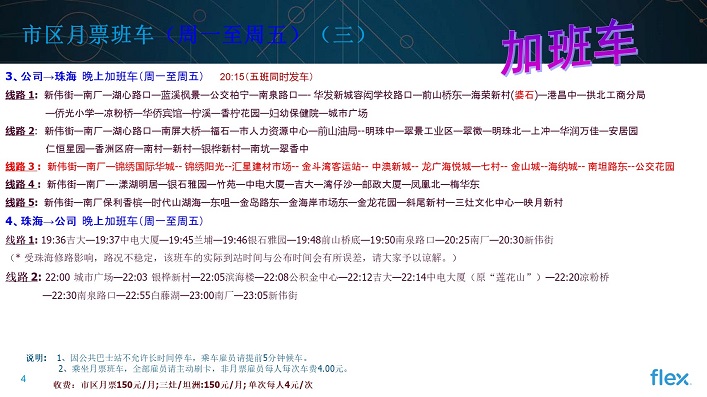 市区月票班车（周一至周五）（三）
加班车
3、公司→珠海 晚上加班车(周一至周五) 20:15(五班同时发车)
线路 1: 新伟街—南厂—湖心路口—蓝溪枫景—公交柏宁—南泉路口—- 华发新城容闳学校路口—前山桥东—海荣新村(婆石)—港昌中—拱北工商分局
—侨光小学—凉粉桥—华侨宾馆—柠溪—香柠花园—妇幼保健院—城市广场
线路 2: 新伟街—南厂—湖心路口—南屏大桥—福石—市人力资源中心—前山油局--明珠中—翠景工业区—翠微—明珠北—上冲—华润万佳—安居园
仁恒星园—香洲区府—南村—新村—银桦新村—南坑—翠香中
线路 3 : 新伟街—南厂—锦绣国际华城-- 锦绣阳光--汇星建材市场-- 金斗湾客运站-- 中澳新城-- 龙广海悦城—七村-- 金山城--海纳城-- 南坦路东--公交花园
线路 4 : 新伟街—南厂—-漾湖明居—银石雅园—竹苑—中电大厦—吉大—湾仔沙—邮政大厦—凤凰北—梅华东
线路 5: 新伟街—南厂保利香槟—时代山湖海—东咀—金岛路东—金海岸市场东—金龙花园—斜尾新村—三灶文化中心—映月新村
4、珠海→公司 晚上加班车(周一至周五)
线路 1: 19:36吉大—19:37中电大厦—19:45兰埔—19:46银石雅园—19:48前山桥底—19:50南泉路口—20:25南厂—20:30新伟街
（* 受珠海修路影响，路况不稳定，该班车的实际到站时间与公布时间会有所误差，请大家予以谅解。）
线路 2: 22:00 城市广场—22:03 银桦新村—22:05滨海楼—22:08公积金中心—22:12吉大—22:14中电大厦（原“莲花山”）—22:20凉粉桥
—22:30南泉路口—22:55白藤湖—23:00南厂—23:05新伟街
说明: 1、因公共巴士站不允许长时间停车，乘车雇员请提前5分钟候车。
2、乘坐月票班车，全部雇员请主动刷卡，非月票雇员每人每次车费4.00元。
收费：市区月票150元/月;三灶/坦洲:150元/月; 单次每人4元/次
4
flex